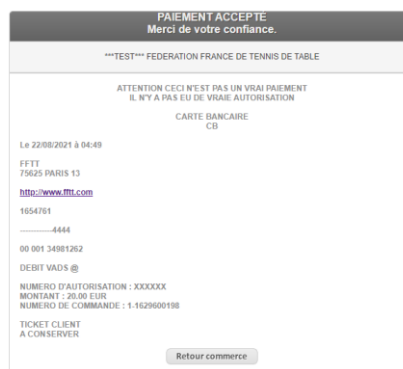 PAIEMENT ACCEPTÉ
Merci de votre confiance.
***TEST*** FEDERATION FRANCE DE TENNIS DE TABLE
ATTENTION CECI N'EST PAS UN VRAI PAIEMENT
IL N'Y A PAS EU DE VRAIE AUTORISATION
CARTE BANCAIRE
CB
Le 22/08/2021 à 04:49
FFTT
75625 PARIS 13
http://www.fftt.com
1654761
------------4444
00 001 34981262
DEBIT VADS @
NUMERO D'AUTORISATION : XXXXXX
MONTANT : 20.00 EUR
NUMERO DE COMMANDE : 1-1629600198
TICKET CLIENT
A CONSERVER
Retour commerce